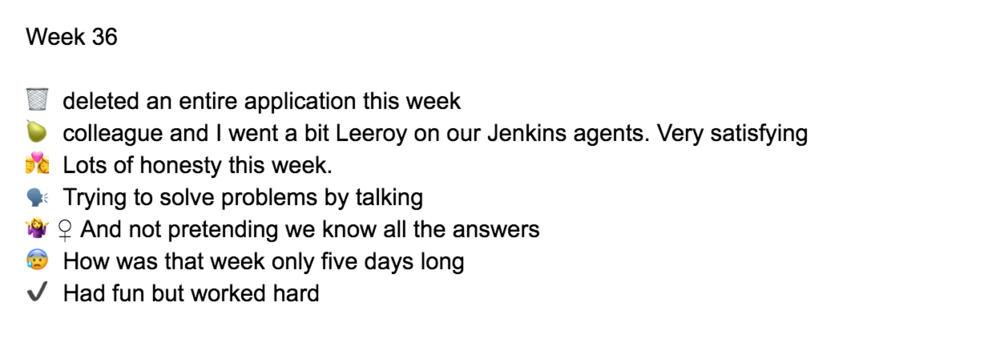 Week 36
🗑️ deleted an entire application this week
🍐 colleague and I went a bit Leeroy on our Jenkins agents. Very satisfying
💏 Lots of honesty this week.
🗣️ Trying to solve problems by talking
🤷‍♀️ ♀ And not pretending we know all the answers
😰 How was that week only five days long
✔️ Had fun but worked hard